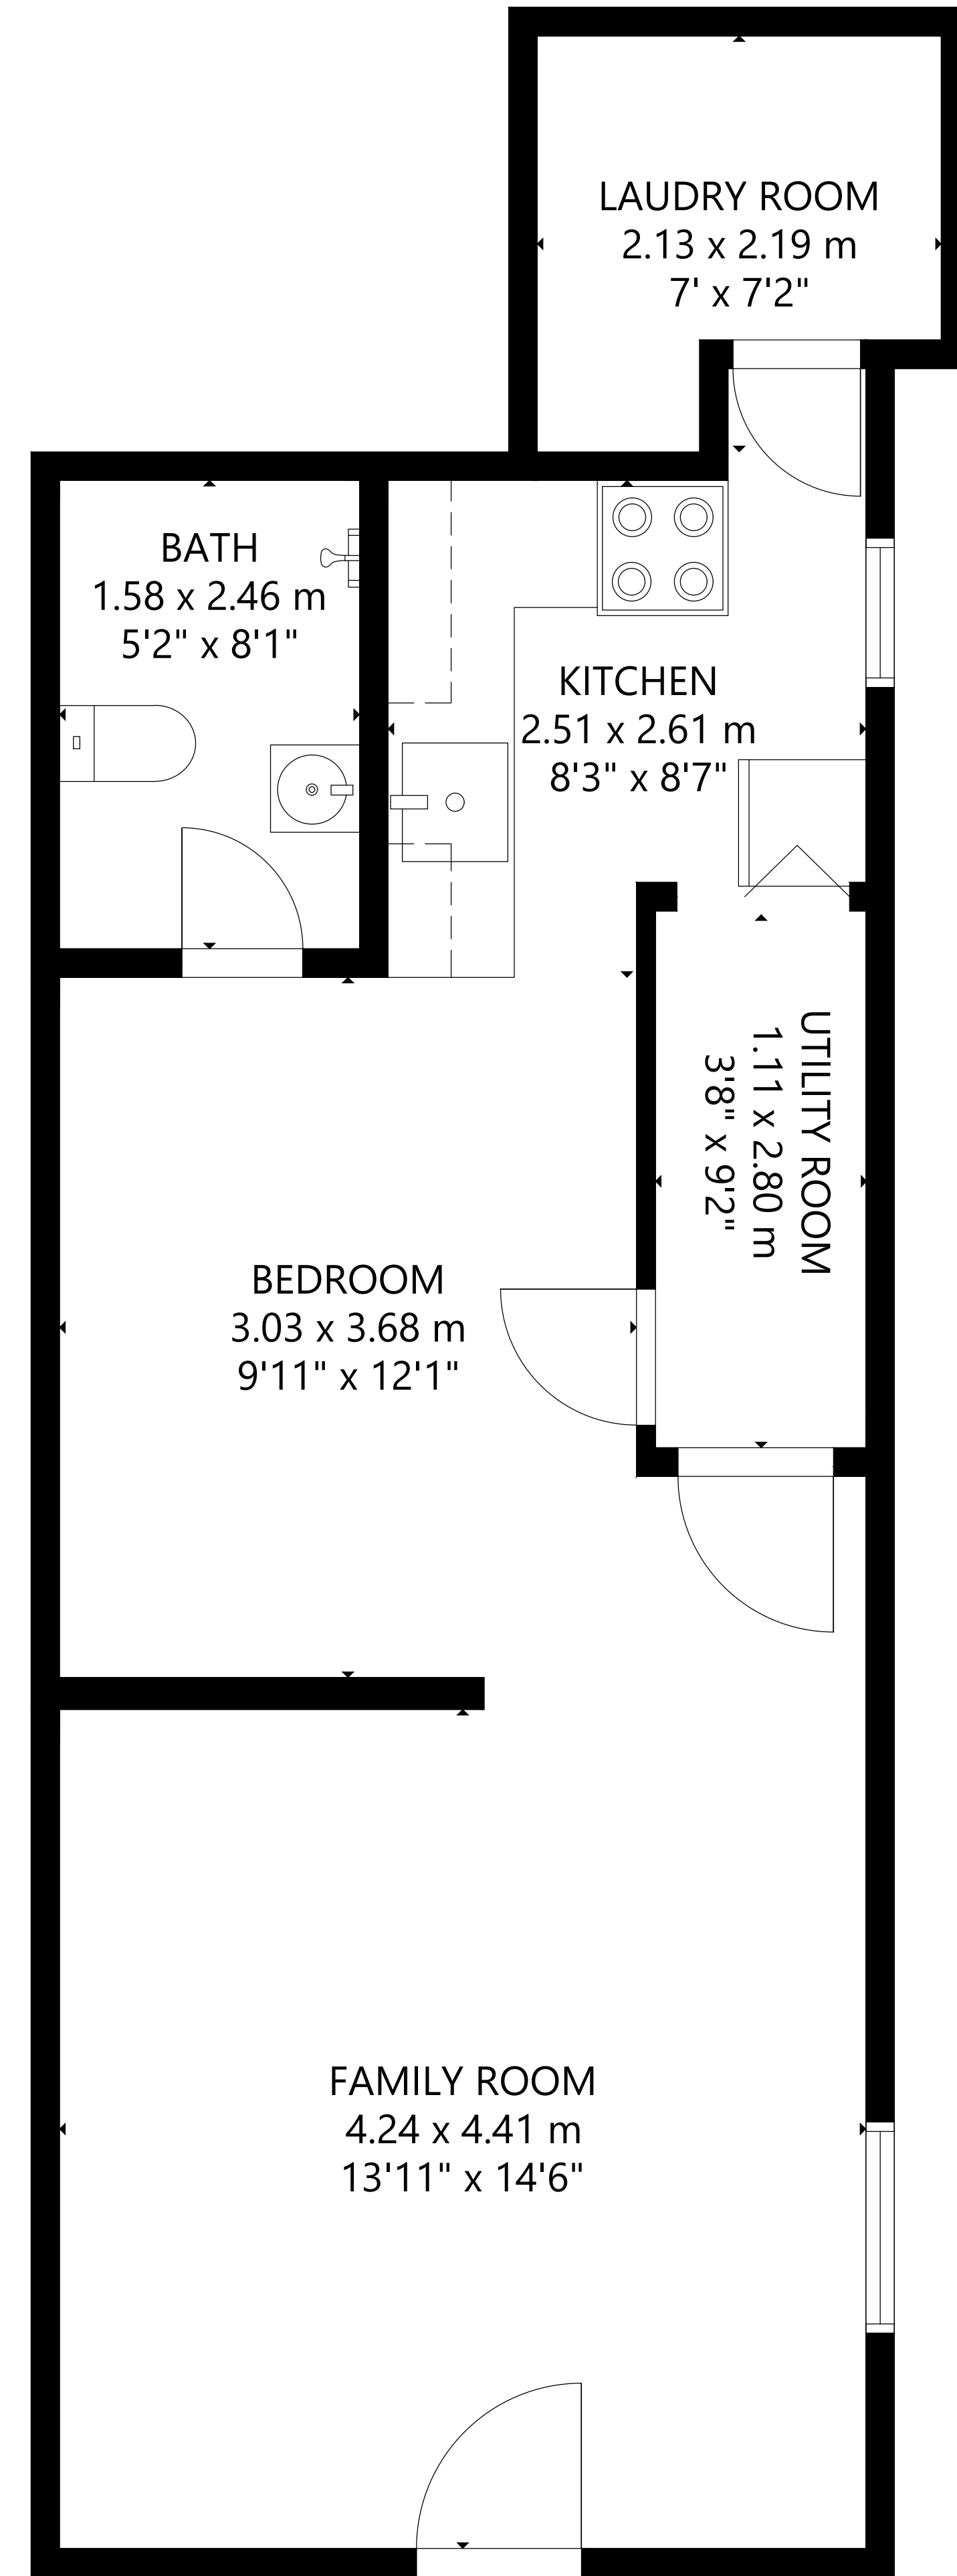 LAUDRY ROOM
2.13 x 2.19 m
7' x 7'2"
BATH
1.58 x 2.46 m
5'2" x 8'1"
KITCHEN
2.51 x 2.61 m
8'3" x 8'7"
UTILITY ROOM
1.11 x 2.80 m
3'8" x 9'2"
BEDROOM
3.03 x 3.68 m
9'11" x 12'1"
FAMILY ROOM
4.24 x 4.41 m
13'11" x 14'6"